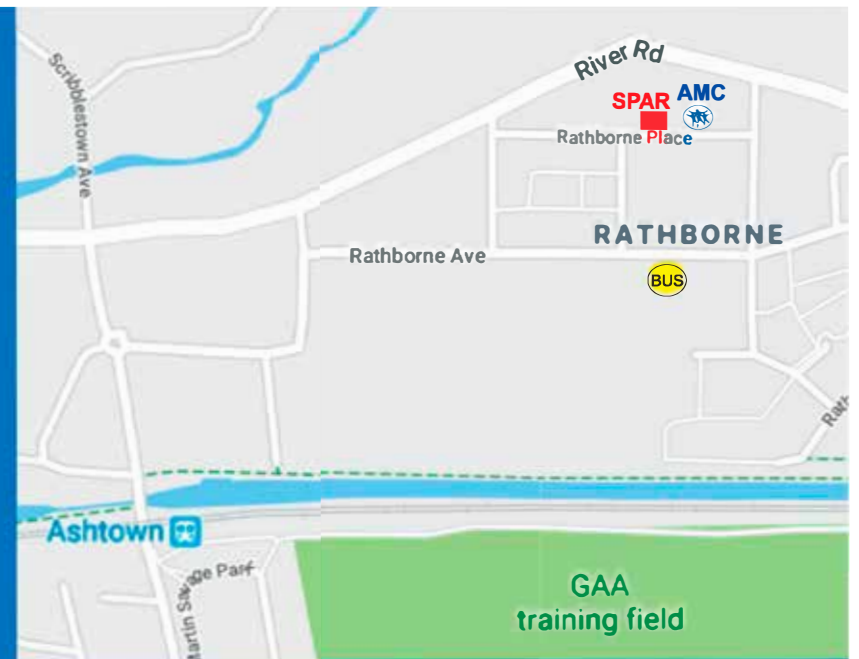 River Rd
Scribblestown Ave
SPAR
AMC
Rathborne Place
RATHBORNE
Rathborne Ave
BUS
Rath
Ashtown
GAA
training field
Martin Savage Park